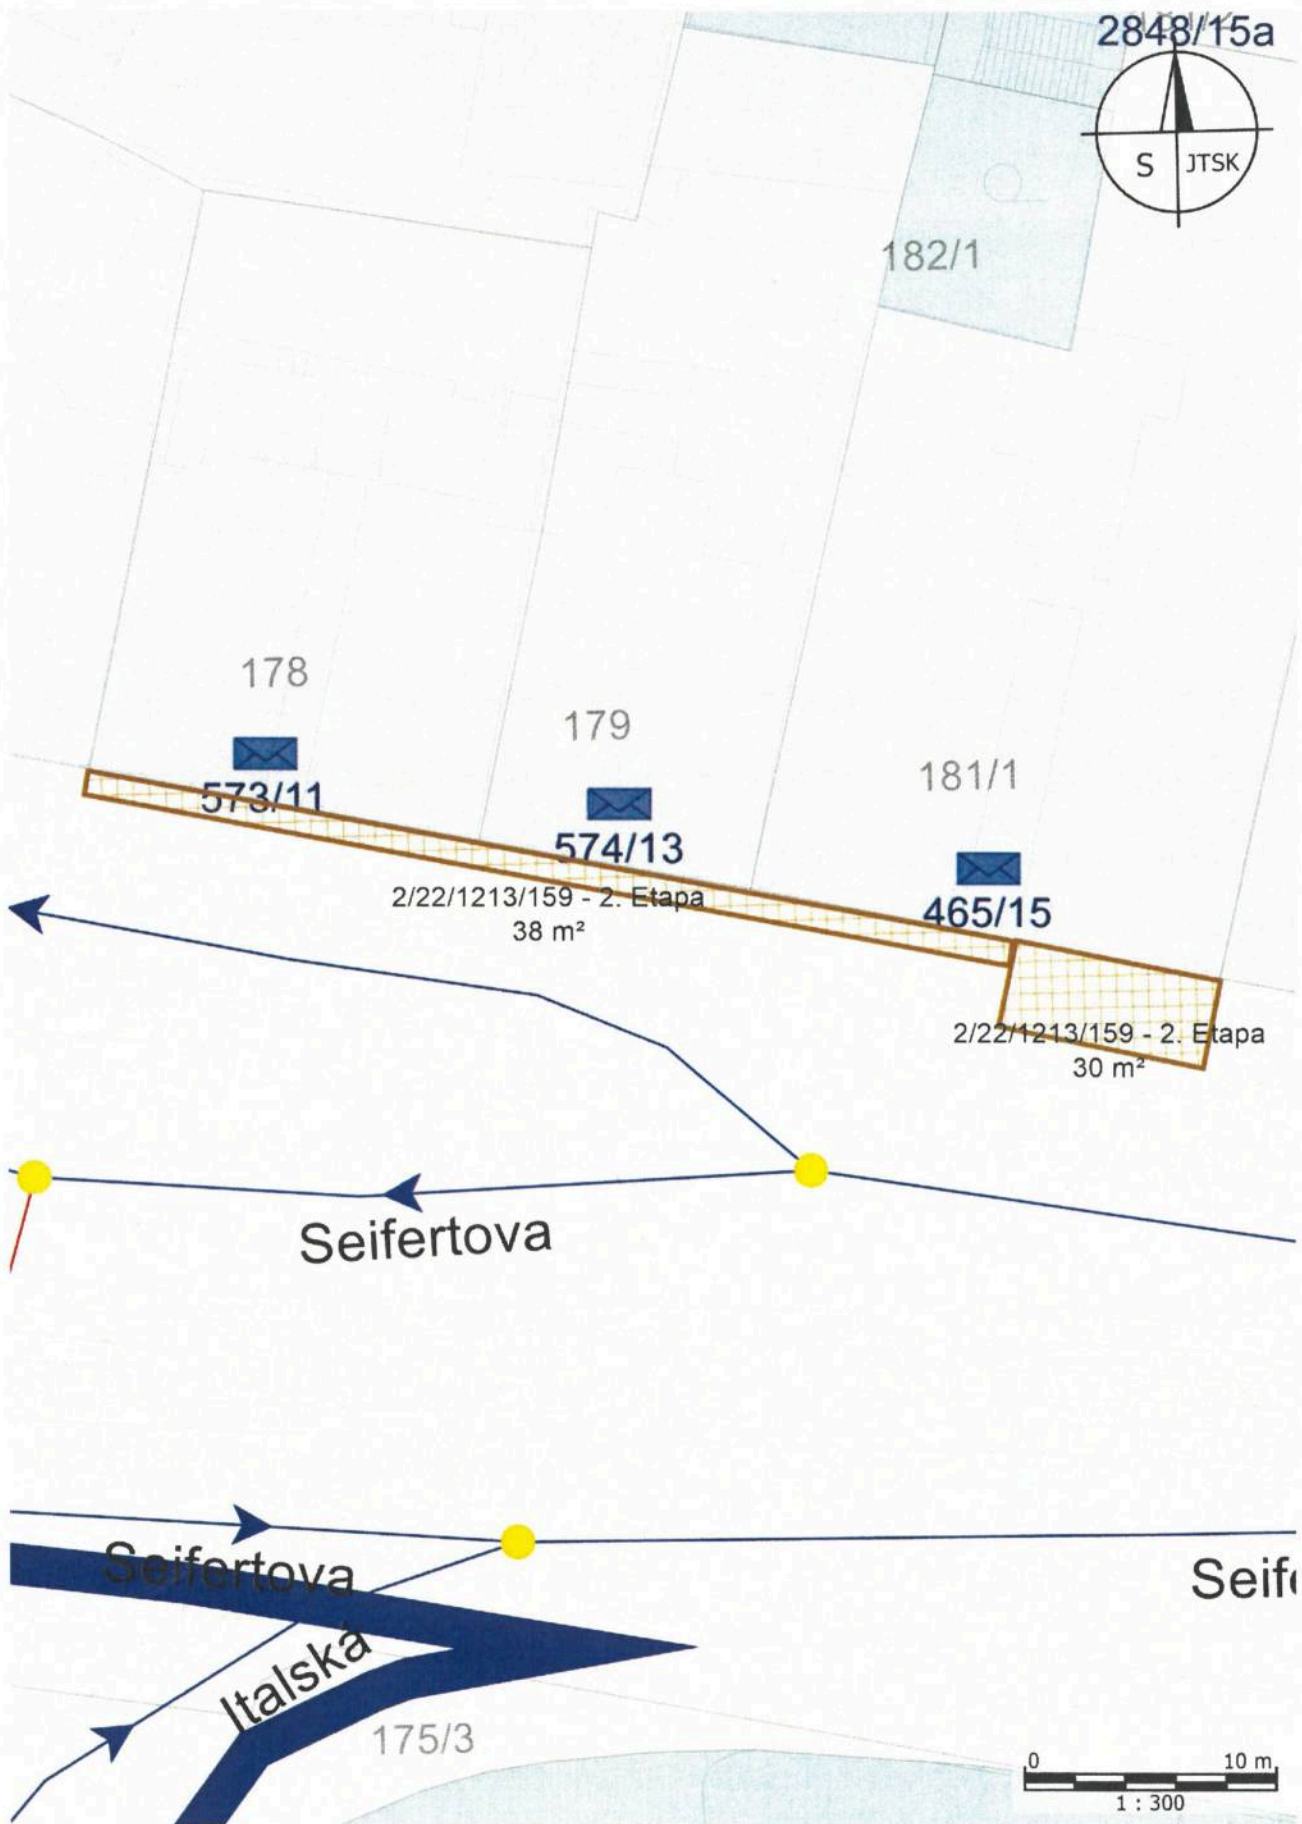 2848/15a
S JTSK
182/1
178
179
181/1
573/11
574/13
465/15
2/22/1213/159 - 2. Etapa
38 m²
2/22/1213/159 - 2. Etapa
30 m²
Seifertova
Seifertova
Seif
Italská
175/3
0 10 m
1 : 300